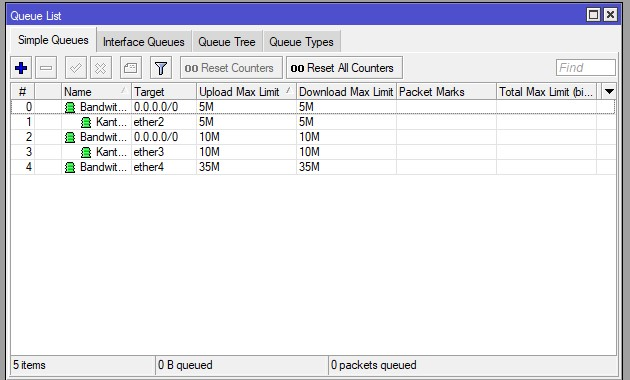 Queue List
Simple Queues Interface Queues Queue Tree Queue Types
00 Reset Counters 00 Reset All Counters Find
# Name Target Upload Max Limit Download Max Limit Packet Marks Total Max Limit (bi...
0 Bandwit... 0.0.0.0/0 5M 5M
1 Kant... ether2 5M 5M
2 Bandwit... 0.0.0.0/0 10M 10M
3 Kant... ether3 10M 10M
4 Bandwit... ether4 35M 35M
5 items 0 B queued 0 packets queued